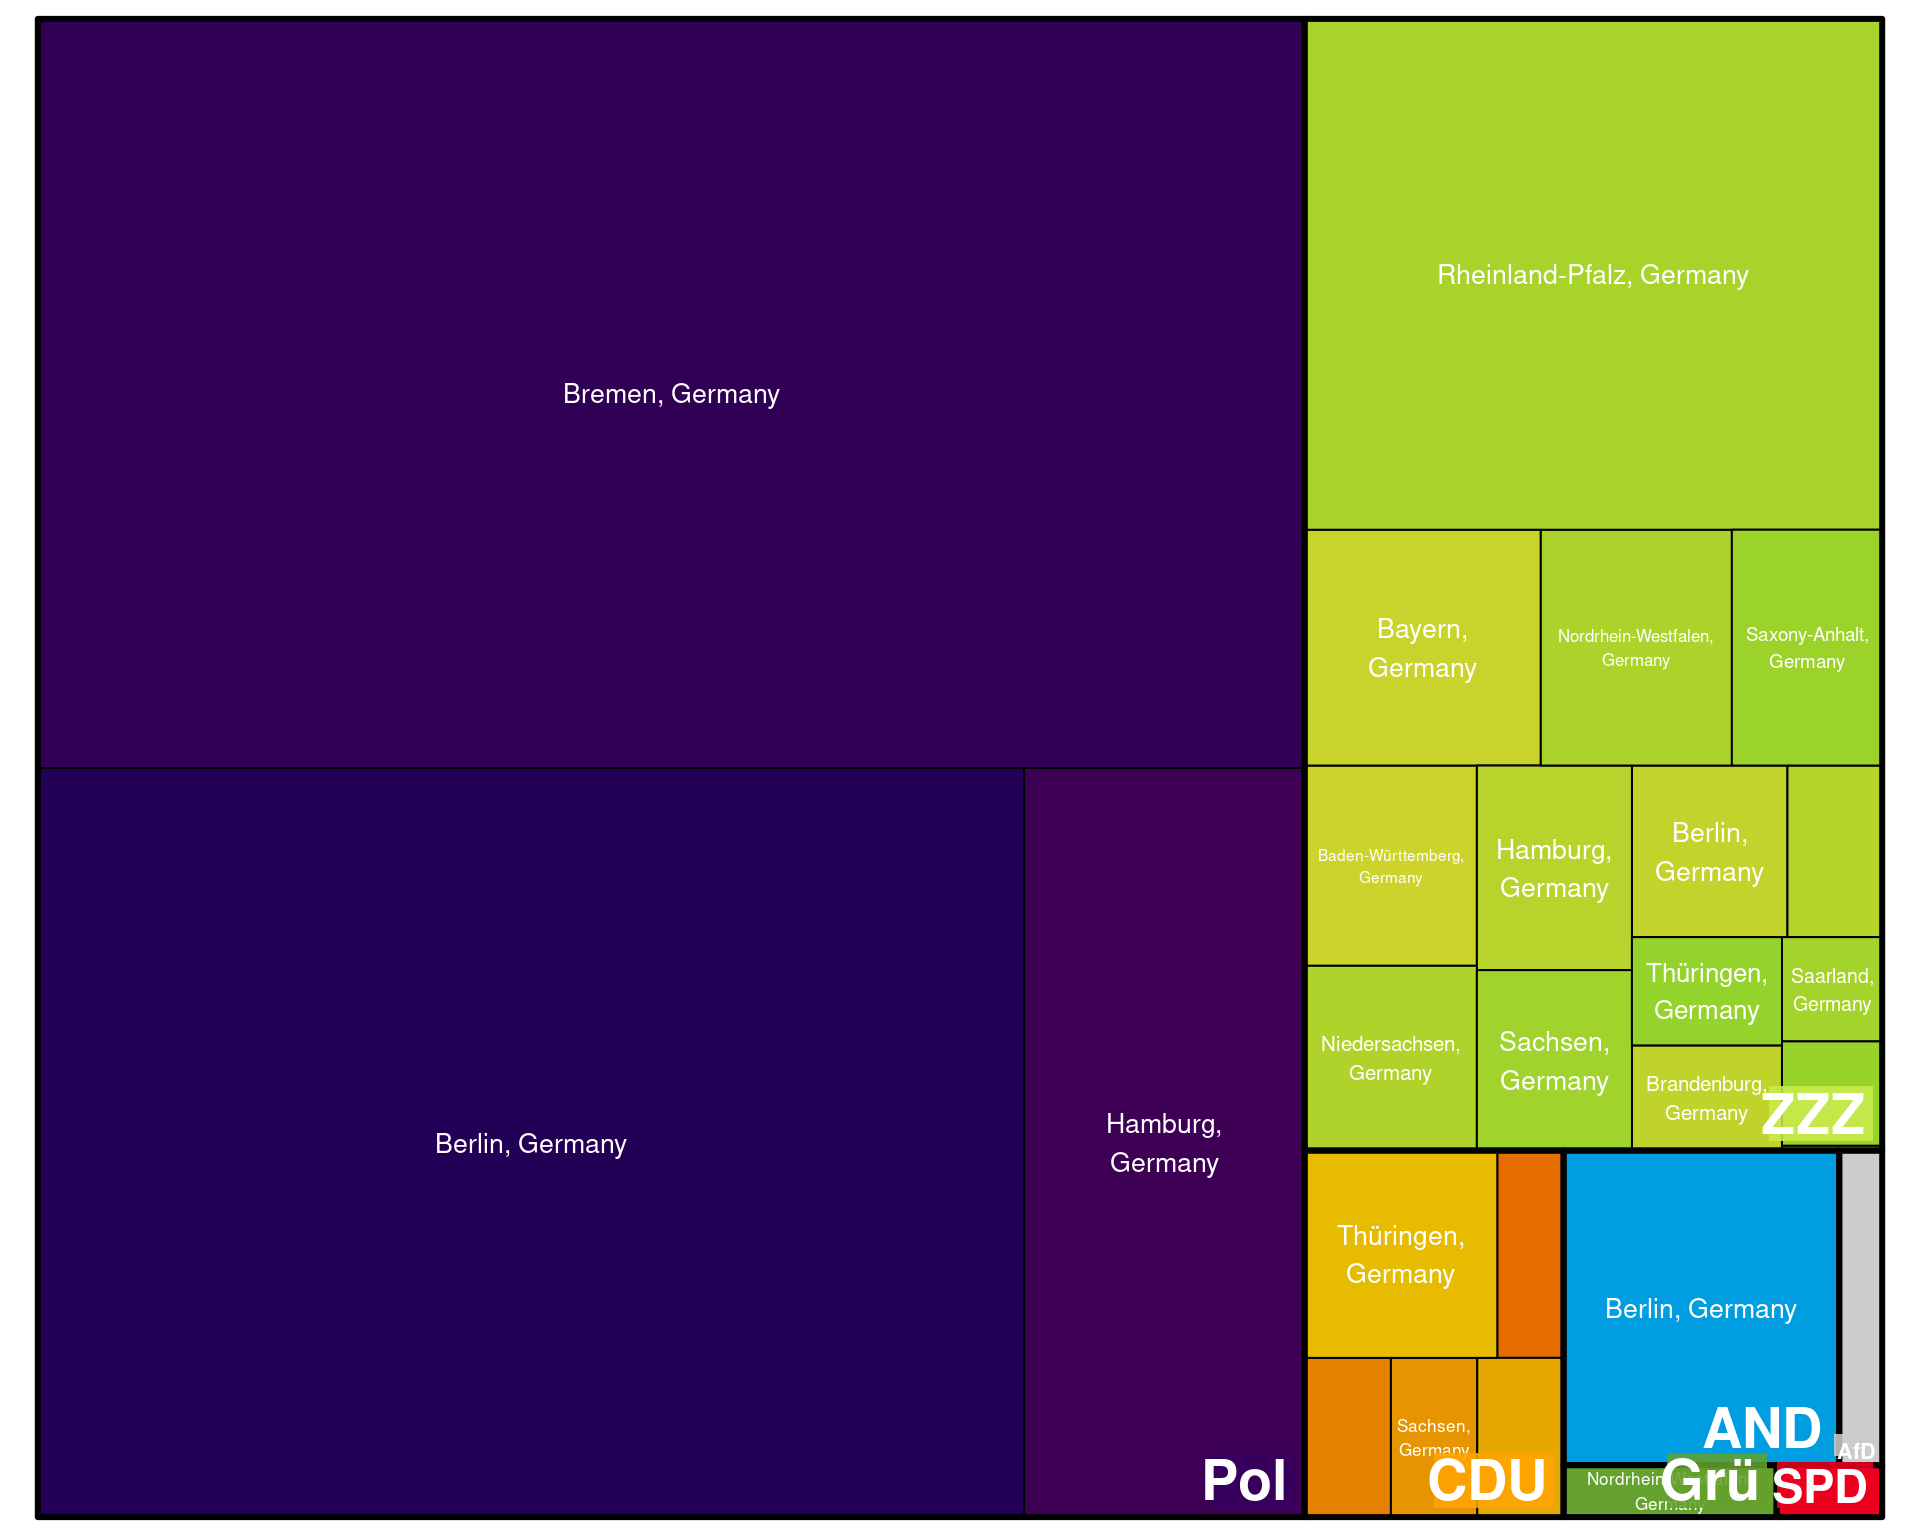 Bremen, Germany
Berlin, Germany
Hamburg,
Germany
Pol
Rheinland-Pfalz, Germany
Bayern,
Germany
Nordrhein-Westfalen,
Germany
Saxony-Anhalt,
Germany
Baden-Württemberg,
Germany
Hamburg,
Germany
Berlin,
Germany
Niedersachsen,
Germany
Sachsen,
Germany
Thüringen,
Germany
Saarland,
Germany
Brandenburg,
Germany
ZZZ
Thüringen,
Germany
Sachsen,
Germany
CDU
Berlin, Germany
AND
AfD
Germany
Grü
SPD